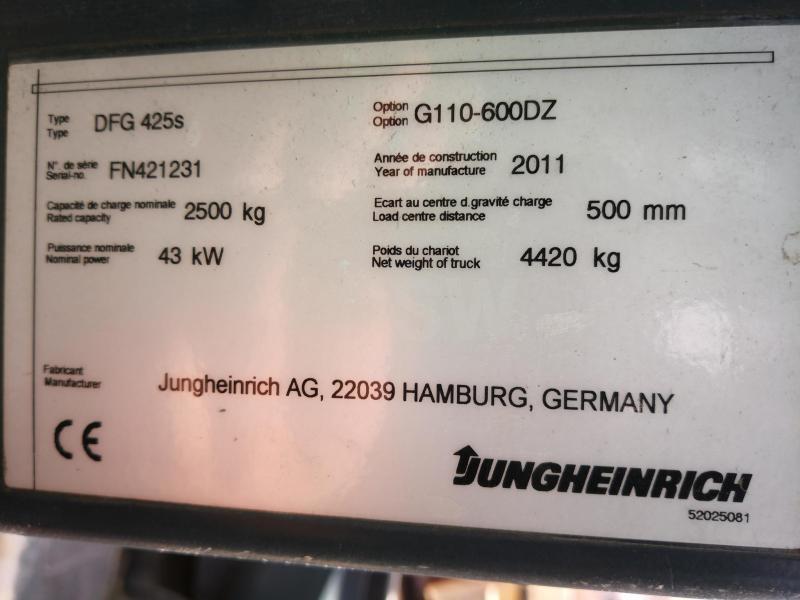 Type
Type DFG 425s
Option
Option G110-600DZ
N°. de série
Serial-no. FN421231
Année de construction
Year of manufacture 2011
Capacité de charge nominale
Rated capacity 2500 kg
Ecart au centre d.gravité charge
Load centre distance 500 mm
Puissance nominale
Nominal power 43 kW
Poids du chariot
Net weight of truck 4420 kg
Fabricant
Manufacturer
Jungheinrich AG, 22039 HAMBURG, GERMANY
CE
JUNGHEINRICH
52025081